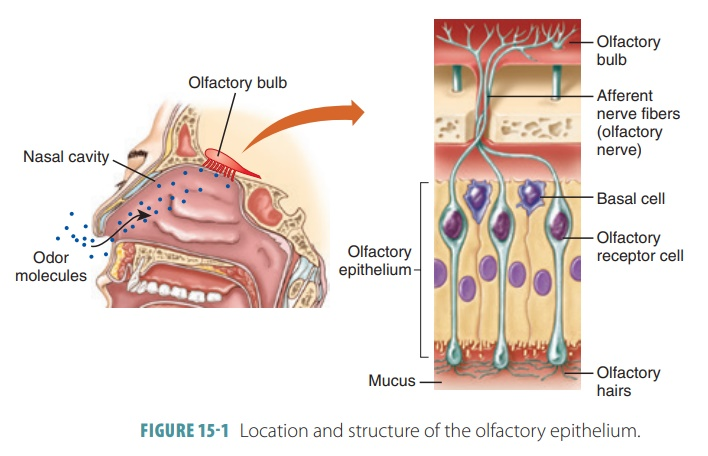 Olfactory bulb
Nasal cavity
Odor
molecules
Olfactory
bulb
Afferent
nerve fibers
(olfactory
nerve)
Basal cell
Olfactory
receptor cell
Olfactory
epithelium
Mucus
Olfactory
hairs
FIGURE 15-1 Location and structure of the olfactory epithelium.